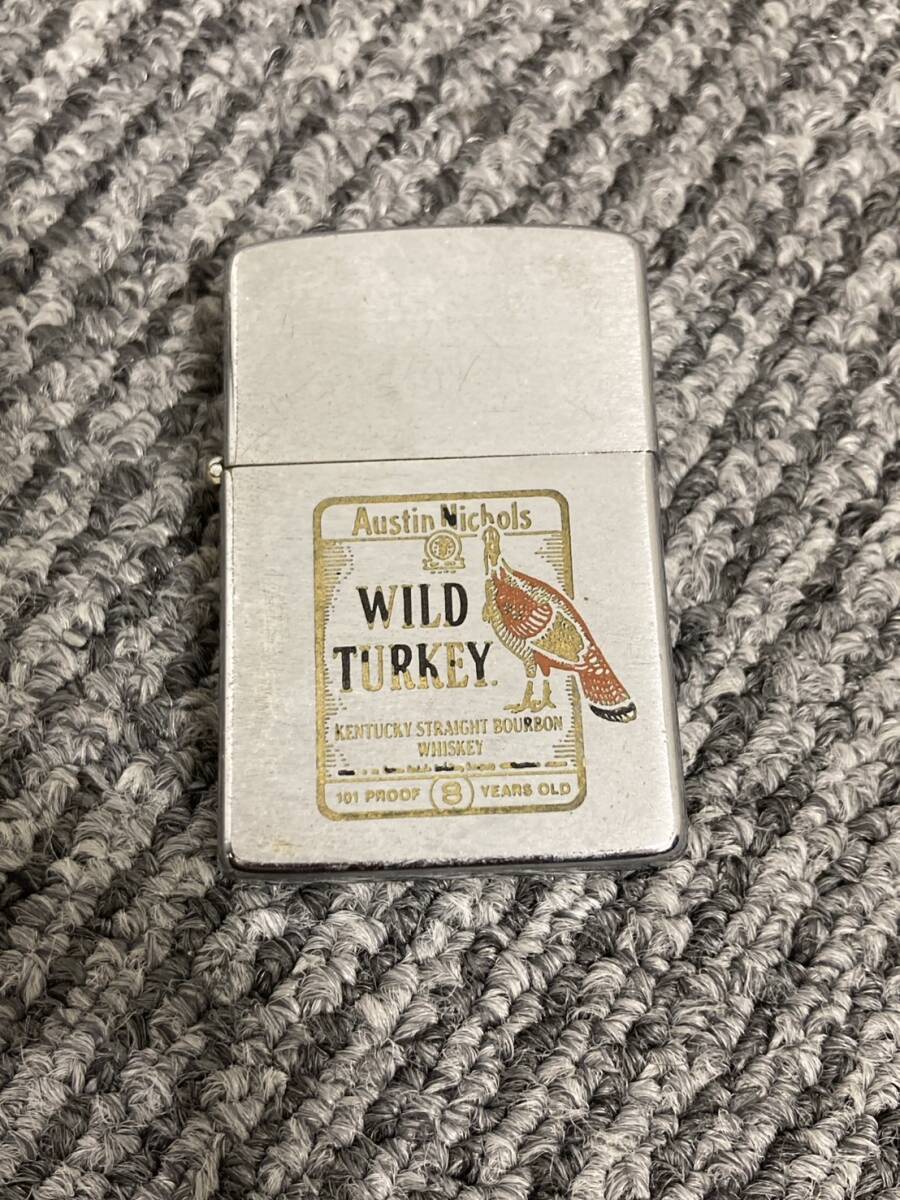 Austin Nichols
WILD
TURKEY
KENTUCKY STRAIGHT BOURBON
WHISKEY
101 PROOF 8 YEARS OLD